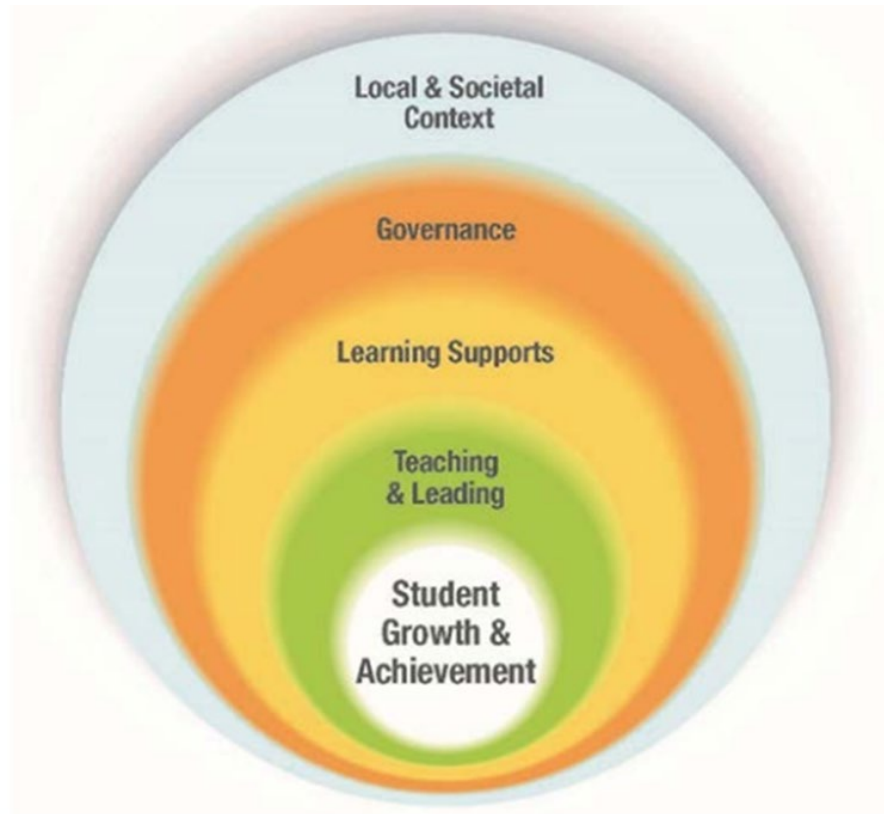 Local & Societal
Context
Governance
Learning Supports
Teaching
& Leading
Student
Growth &
Achievement